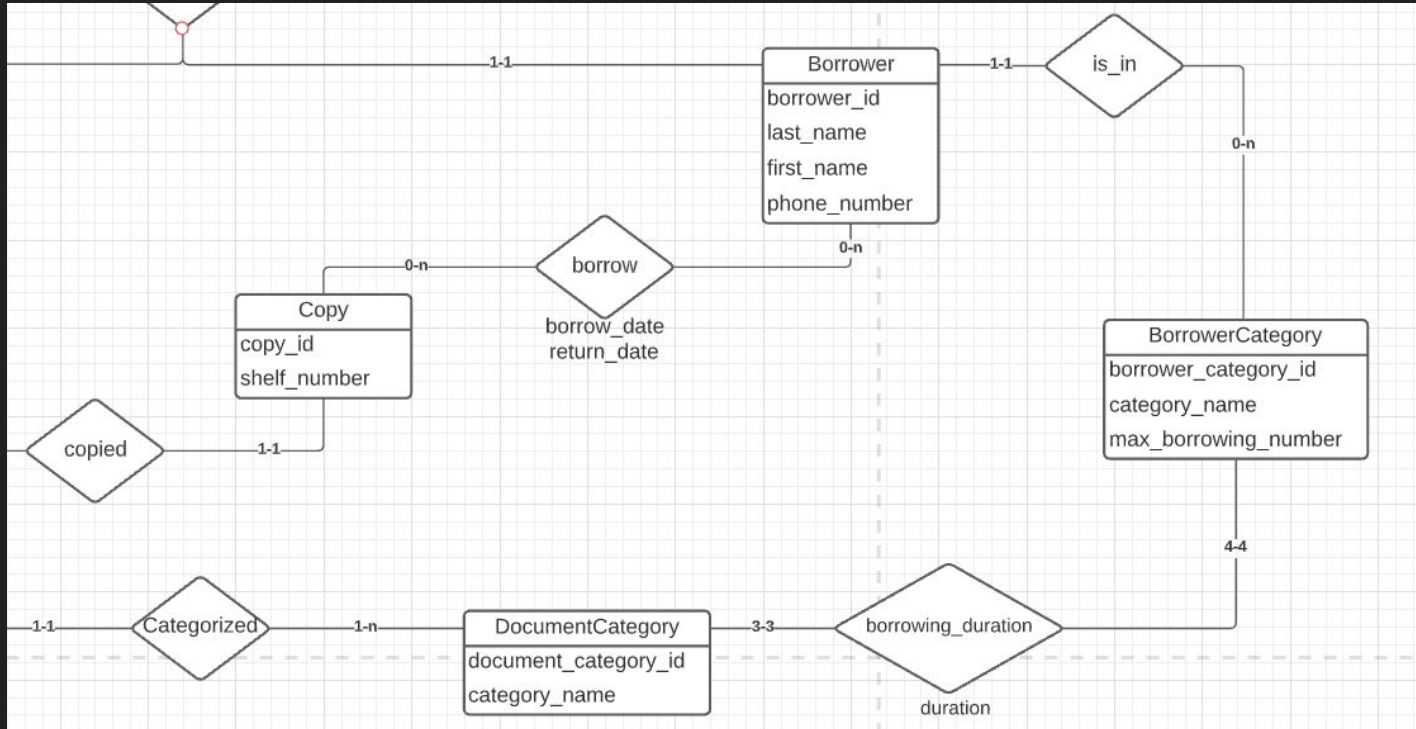 1-1
Borrower
borrower_id
last_name
first_name
phone_number
1-1
is_in
0-n
0-n
borrow
borrow_date
return_date
0-n
Copy
copy_id
shelf_number
BorrowerCategory
borrower_category_id
category_name
max_borrowing_number
copied
1-1
4-4
1-1
Categorized
1-n
DocumentCategory
document_category_id
category_name
3-3
borrowing_duration
duration